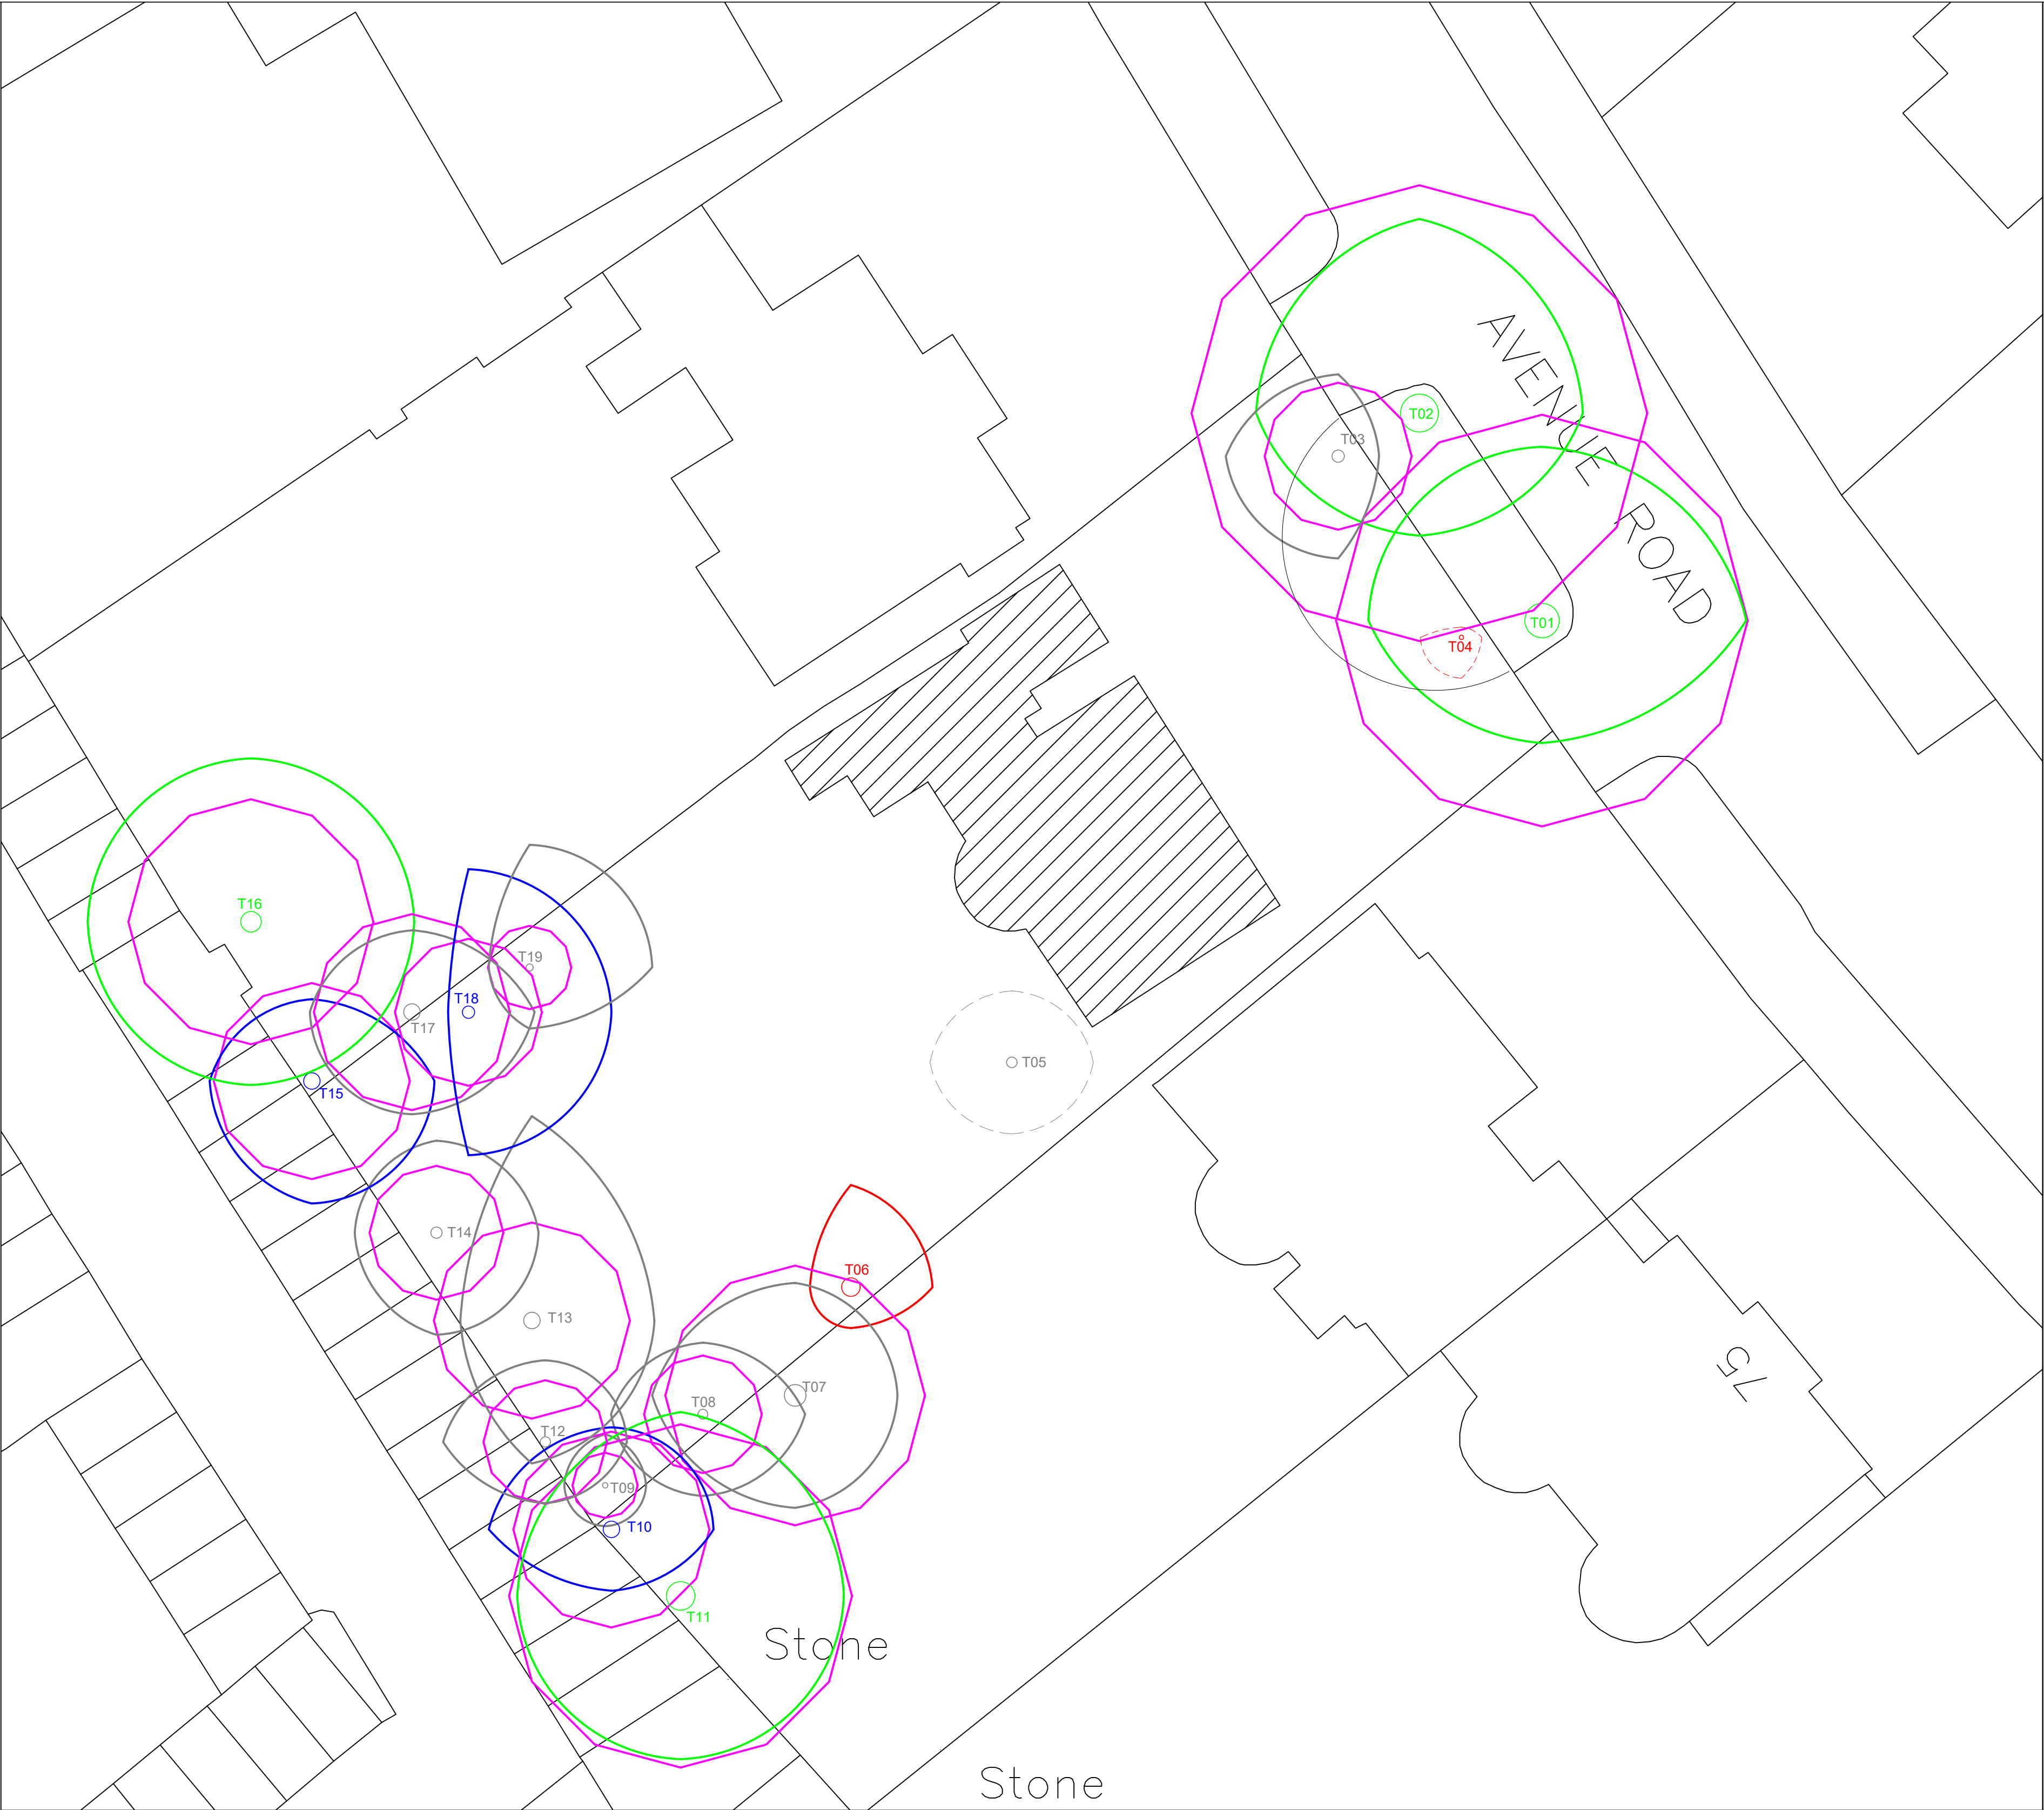 AVENUE ROAD
T02
T03
T01
T04
T16
T19
T18
T17
T05
T15
T14
T06
T13
T07
T08
T12
75
T09
T10
T11
Stone
Stone